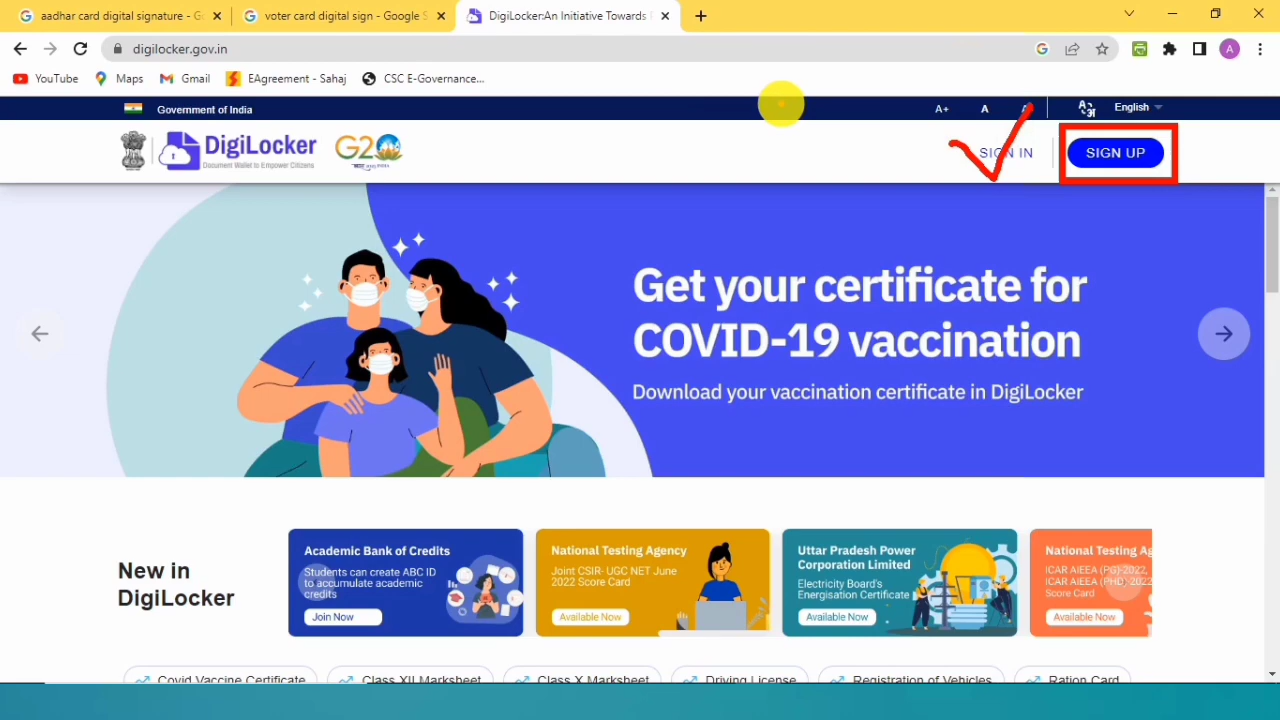 aadhar card digital signature - Go
voter card digital sign - Google S
DigiLocker:An Initiative Towards
digilocker.gov.in
A
YouTube
Maps
Gmail
EAgreement - Sahaj
CSC E-Governance...
Government of India
A+
A
English
DigiLocker
Document Wallet to Empower Citizens
G20
SIGN IN
SIGN UP
Get your certificate for
COVID-19 vaccination
Download your vaccination certificate in DigiLocker
New in
DigiLocker
Academic Bank of Credits
Students can create ABC ID
to accumulate academic
credits
Join Now
National Testing Agency
Joint CSIR- UGC NET June
2022 Score Card
Available Now
Uttar Pradesh Power
Corporation Limited
Electricity Board's
Energisation Certificate
Available Now
National Testing Ag
ICAR AIEEA (PG)-2022,
ICAR AIEEA (PHD)-2022
Score Card
Available Now
Covid Vaccine Certificate
Class XII Marksheet
Class X Marksheet
Driving License
Registration of Vehicles
Ration Card